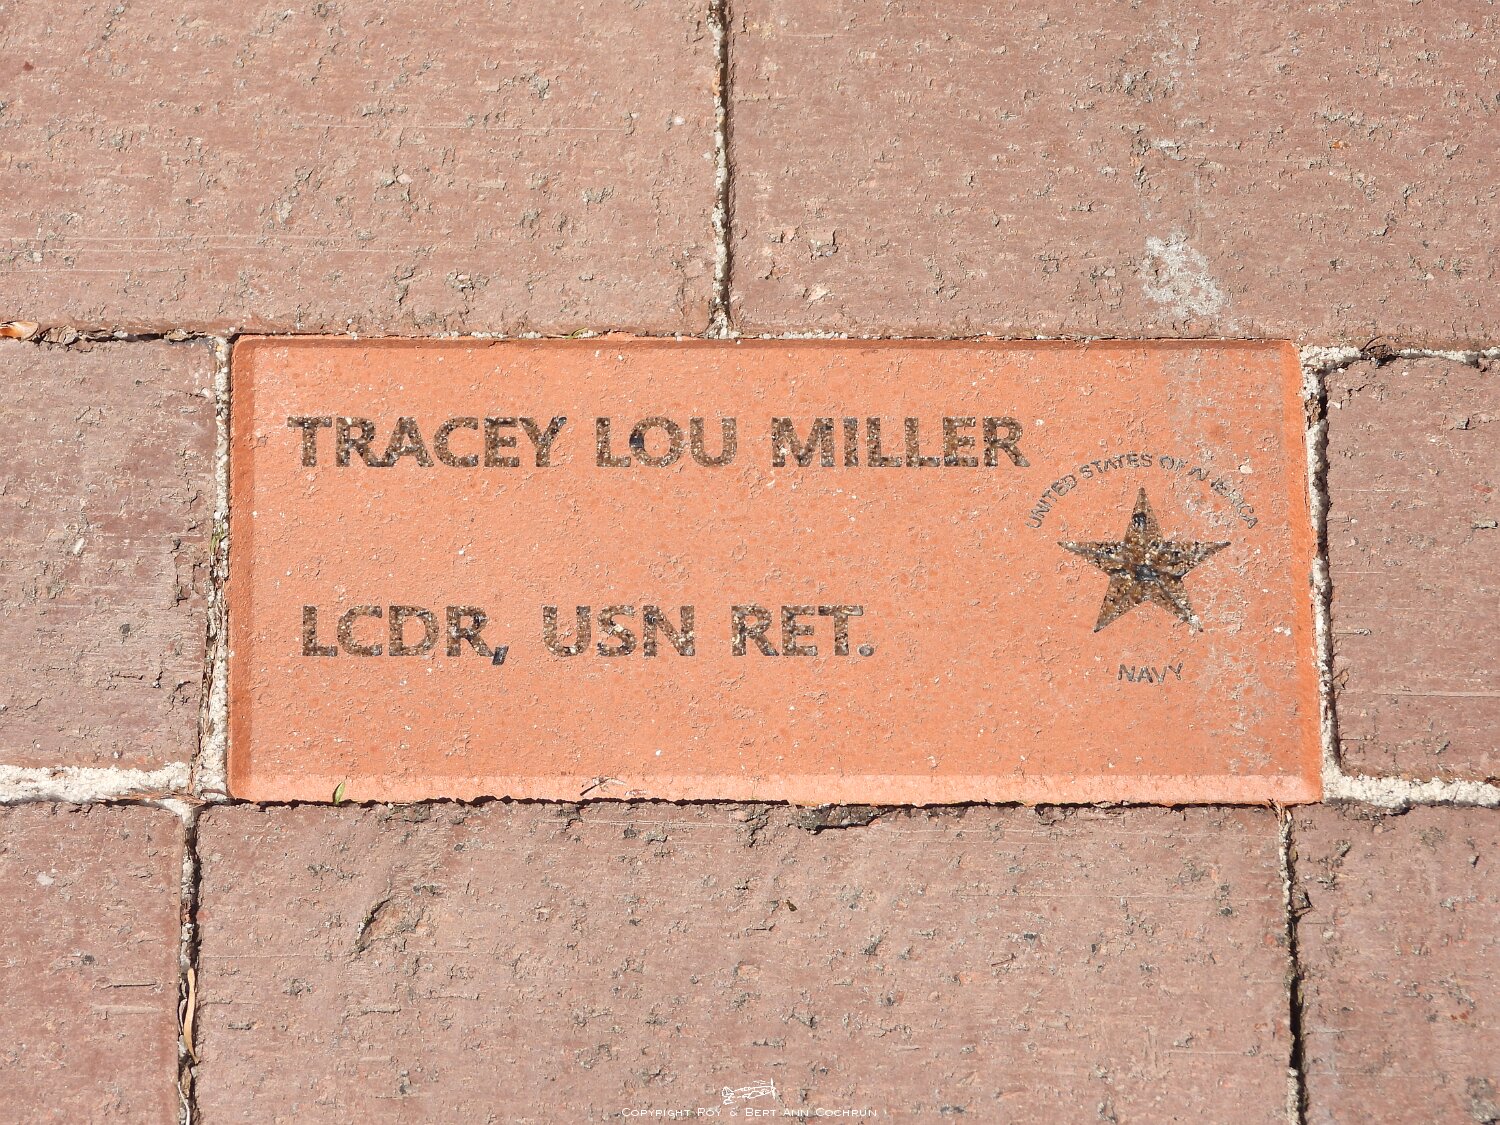 TRACEY LOU MILLER
UNITED STATES OF AMERICA
LCDR, USN RET.
NAVY
Copyright Roy & Bert Ann Cochrun